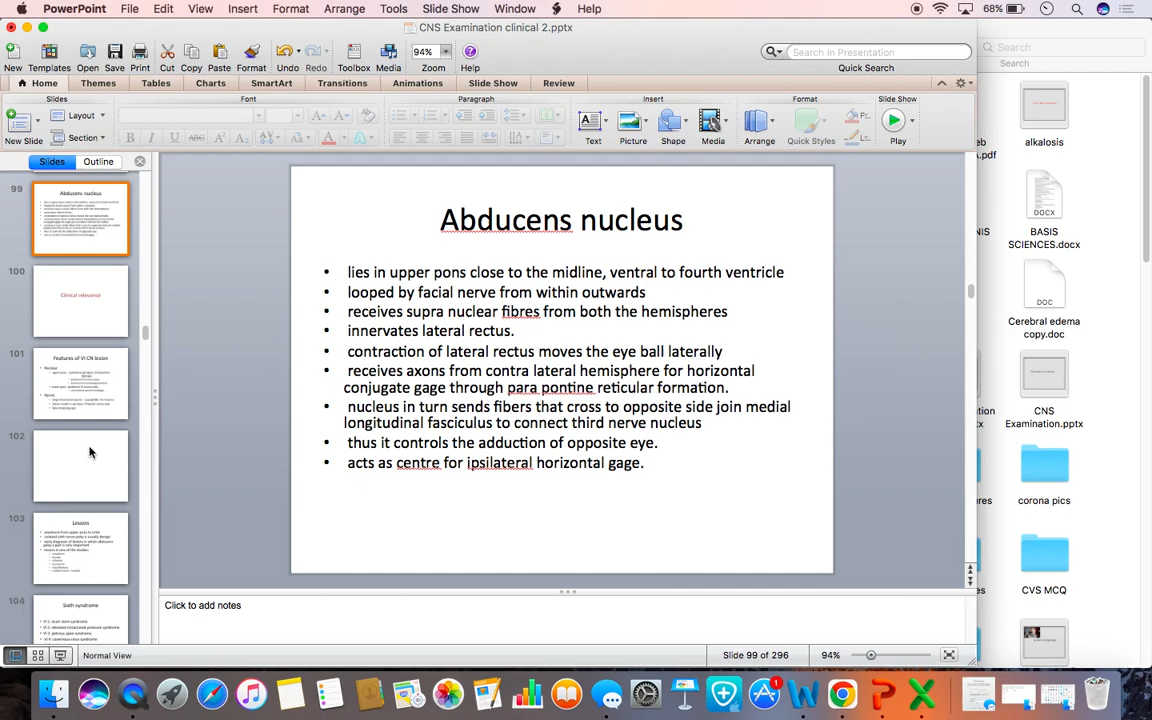 PowerPoint File Edit View Insert Format Arrange Tools Slide Show Window Help
68%
CNS Examination clinical 2.pptx
94%
Search in Presentation
Search
New Templates Open Save Print Cut Copy Paste Format Undo Redo Toolbox Media Zoom Help
Quick Search
Search
Home Themes Tables Charts SmartArt Transitions Animations Slide Show Review
Slides Font Paragraph Insert Format Slide Show
New Slide Layout Section
B I U ABC A² A₂
Text Picture Shape Media Arrange Quick Styles Play
Slides Outline
99
Abducens nucleus
100
Clinical relevance
101
Features of VI CN lesion
102
103
Lesions
104
Sixth syndrome
Abducens nucleus
• lies in upper pons close to the midline, ventral to fourth ventricle
• looped by facial nerve from within outwards
• receives supra nuclear fibres from both the hemispheres
• innervates lateral rectus.
• contraction of lateral rectus moves the eye ball laterally
• receives axons from contra lateral hemisphere for horizontal
conjugate gage through para pontine reticular formation.
• nucleus in turn sends fibers that cross to opposite side join medial
longitudinal fasciculus to connect third nerve nucleus
• thus it controls the adduction of opposite eye.
• acts as centre for ipsilateral horizontal gage.
Click to add notes
Normal View
Slide 99 of 296
94%
alkalosis
DOCX
BASIS
SCIENCES.docx
DOC
Cerebral edema
copy.doc
CNS
Examination.pptx
corona pics
CVS MCQ
1